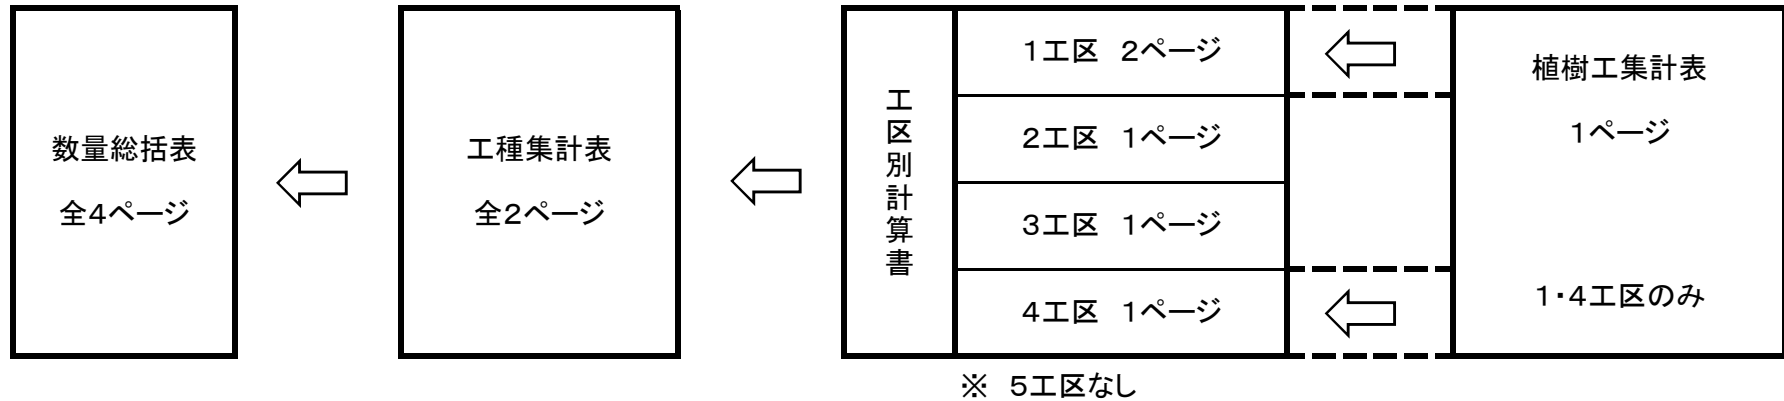 数量総括表
全4ページ
工種集計表
全2ページ
工区別計算書
1工区　2ページ
2工区　1ページ
3工区　1ページ
4工区　1ページ
植樹工集計表
1ページ
1・4工区のみ
※　5工区なし